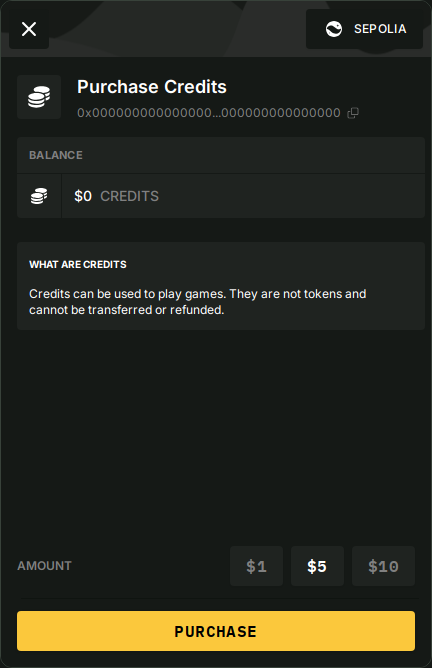 SEPOLIA
Purchase Credits
0x000000000000000...000000000000000
BALANCE
$0 CREDITS
WHAT ARE CREDITS
Credits can be used to play games. They are not tokens and
cannot be transferred or refunded.
AMOUNT $1 $5 $10
PURCHASE